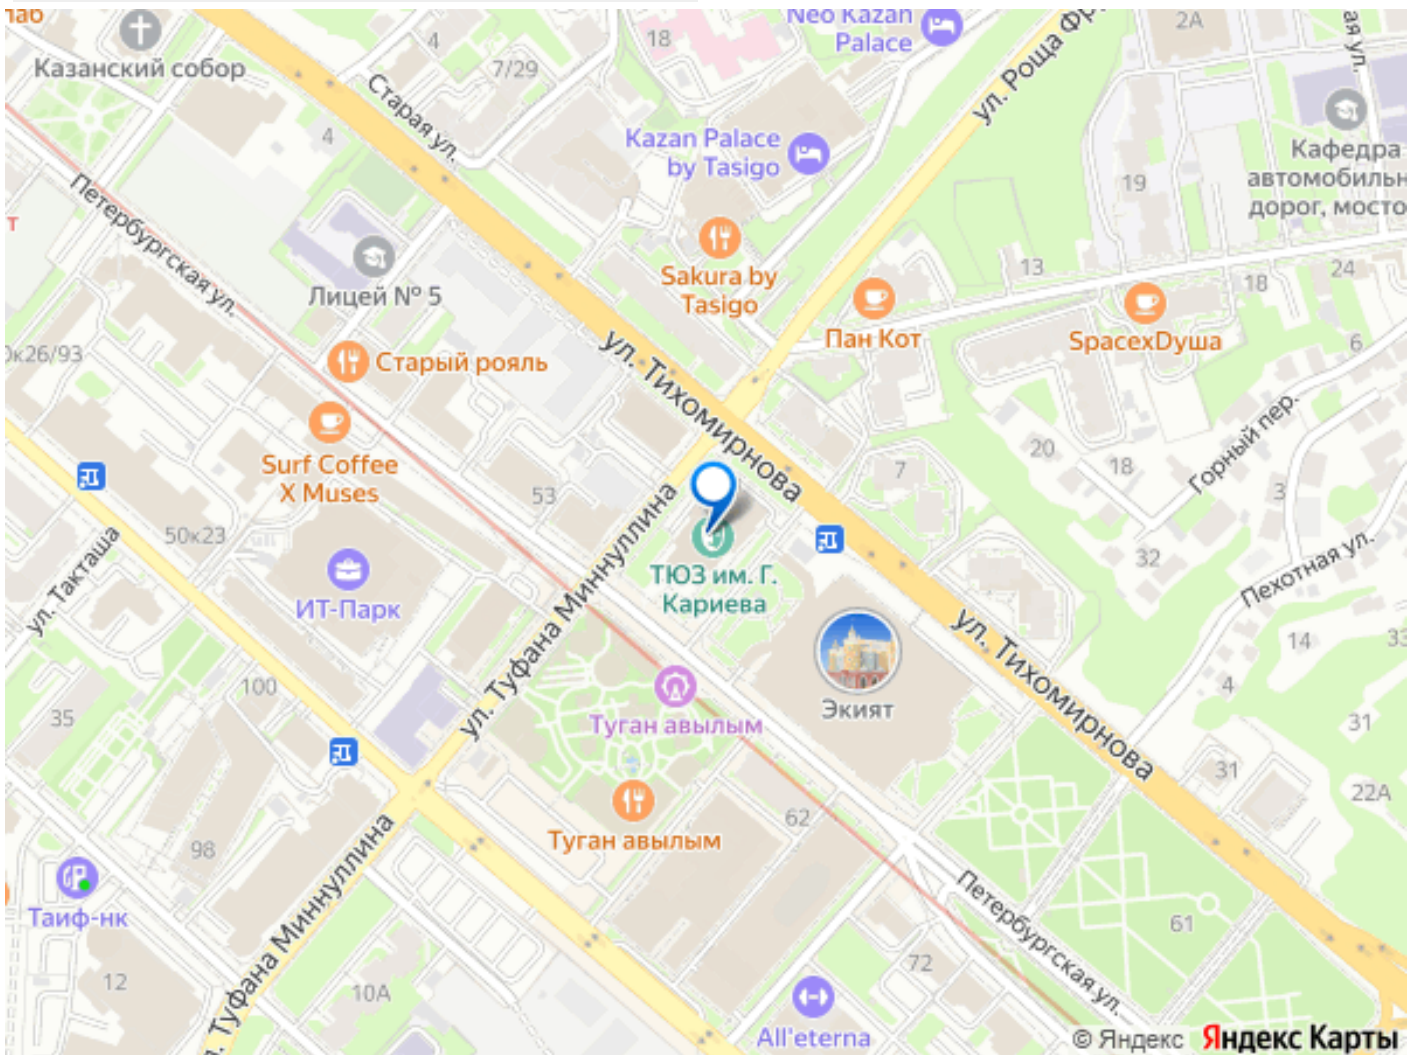 Казанский собор
4
7/29
18
Neo Kazan
Palace
ул. Роща
2А
ая ул.
Старая ул.
4
Kazan Palace
by Tasigo
Кафедра
автомобильн
дорог, мосто
19
Петербургская ул.
Т
Лицей № 5
Sakura by
Tasigo
13
18
24
Пан Кот
SpacexДуша
6
0к26/93
Старый рояль
ул. Тихомирнова
Surf Coffee
X Muses
53
7
20
18
Горный пер.
3
50к23
ул. Такташа
ИТ-Парк
ул. Туфана Миннуллина
ТЮЗ им. Г.
Кариева
32
Пехотная ул.
ул. Тихомирнова
14
33
4
Экият
100
35
Туган авылым
31
31
22А
62
Туган авылым
98
Таиф-нк
ул. Туфана Миннуллина
Петербургская ул.
61
72
12
10А
All'eterna
© Яндекс Яндекс Карты